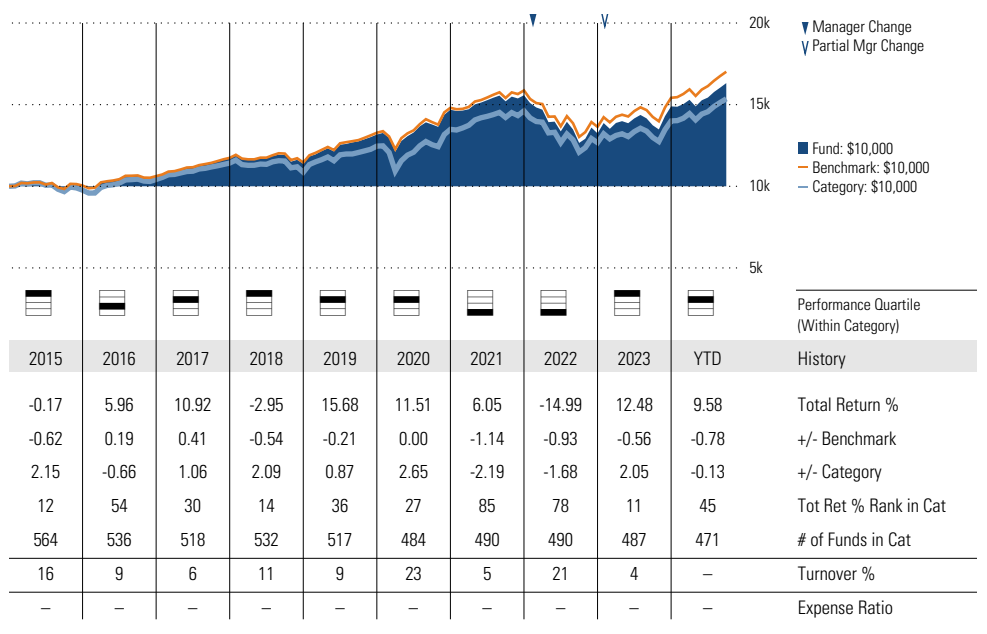 20k
15k
10k
5k
▼ Manager Change
∨ Partial Mgr Change
Fund: $10,000
Benchmark: $10,000
Category: $10,000
Performance Quartile
(Within Category)
2015 2016 2017 2018 2019 2020 2021 2022 2023 YTD History
-0.17 5.96 10.92 -2.95 15.68 11.51 6.05 -14.99 12.48 9.58 Total Return %
-0.62 0.19 0.41 -0.54 -0.21 0.00 -1.14 -0.93 -0.56 -0.78 +/- Benchmark
2.15 -0.66 1.06 2.09 0.87 2.65 -2.19 -1.68 2.05 -0.13 +/- Category
12 54 30 14 36 27 85 78 11 45 Tot Ret % Rank in Cat
564 536 518 532 517 484 490 490 487 471 # of Funds in Cat
16 9 6 11 9 23 5 21 4 – Turnover %
– – – – – – – – – – Expense Ratio